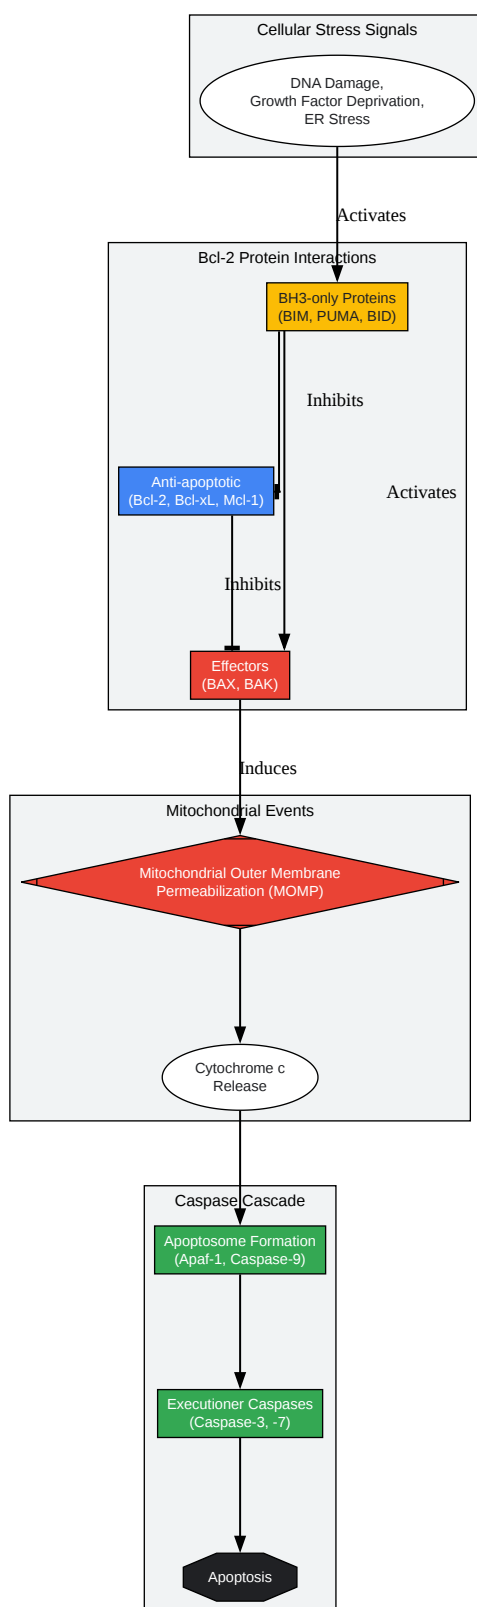 Cellular Stress Signals
DNA Damage,
Growth Factor Deprivation,
ER Stress
Activates
Bcl-2 Protein Interactions
BH3-only Proteins
(BIM, PUMA, BID)
Inhibits
Anti-apoptotic
(Bcl-2, Bcl-xL, Mcl-1)
Activates
Inhibits
Effectors
(BAX, BAK)
Induces
Mitochondrial Events
Mitochondrial Outer Membrane
Permeabilization (MOMP)
Cytochrome c
Release
Caspase Cascade
Apoptosome Formation
(Apaf-1, Caspase-9)
Executioner Caspases
(Caspase-3, -7)
Apoptosis